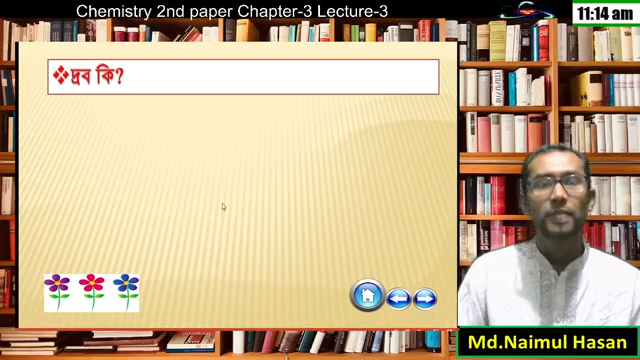 Chemistry 2nd paper Chapter-3 Lecture-3
11:14 am
❖দ্রব কি?
Md.Naimul Hasan